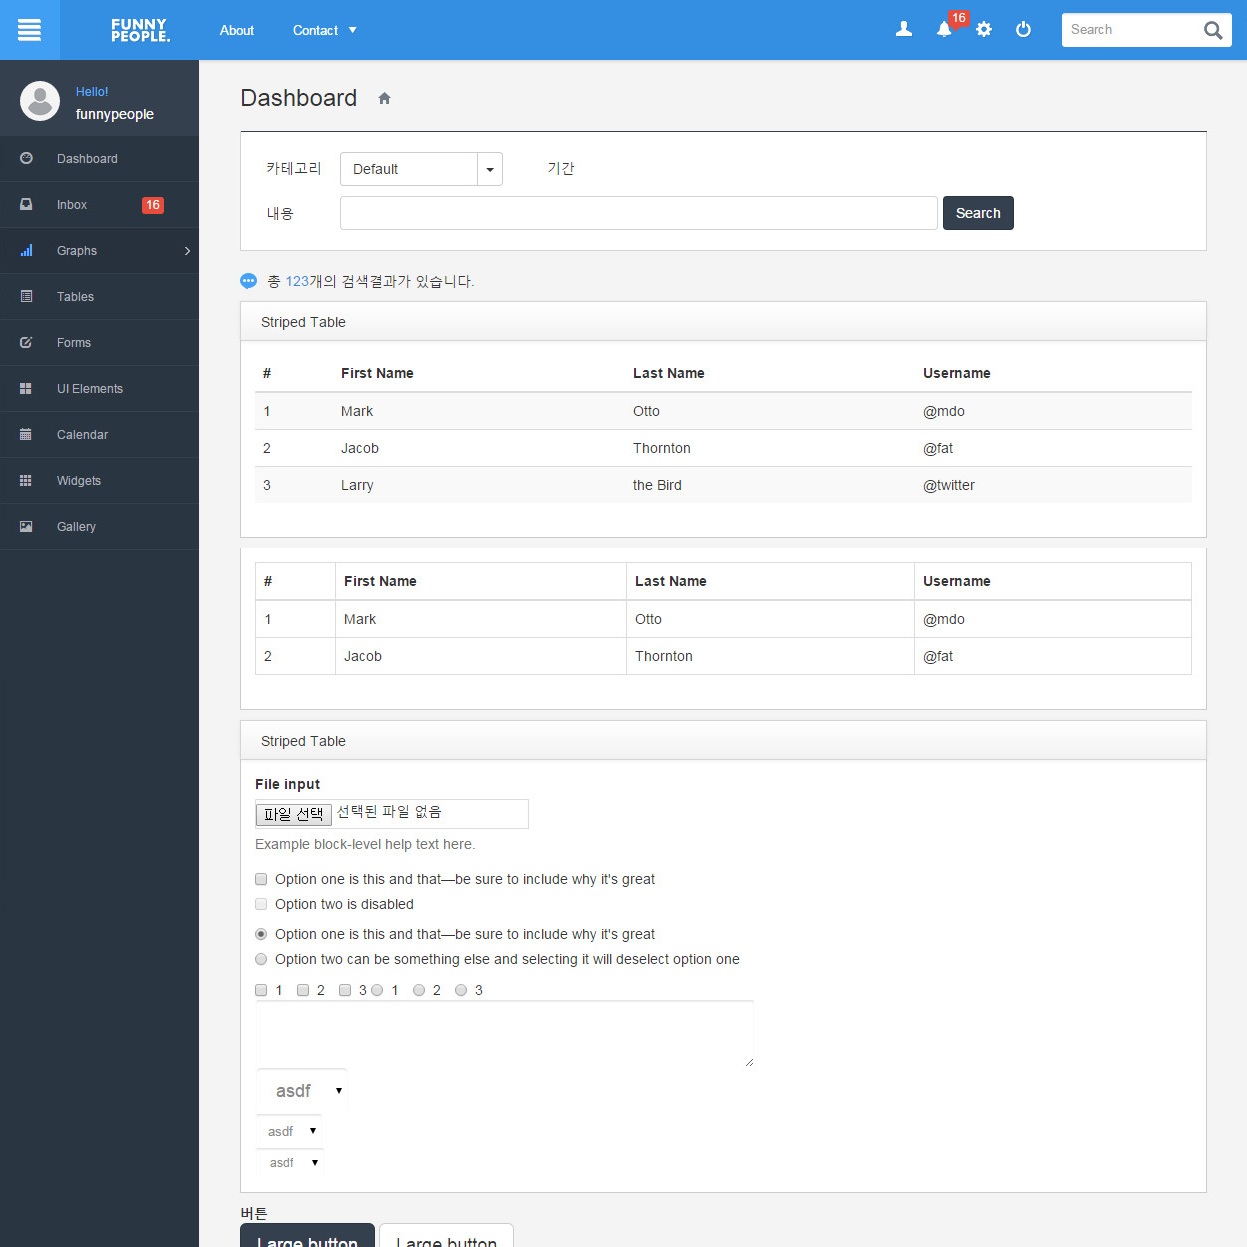 FUNNY
PEOPLE.
About
Contact
16
Search
Hello!
funnypeople
Dashboard
Inbox 16
Graphs
Tables
Forms
UI Elements
Calendar
Widgets
Gallery
Dashboard
카테고리 Default 기간
내용 Search
총 123개의 검색결과가 있습니다.
Striped Table
# First Name Last Name Username
1 Mark Otto @mdo
2 Jacob Thornton @fat
3 Larry the Bird @twitter
# First Name Last Name Username
1 Mark Otto @mdo
2 Jacob Thornton @fat
Striped Table
File input
파일 선택 선택된 파일 없음
Example block-level help text here.
Option one is this and that—be sure to include why it's great
Option two is disabled
Option one is this and that—be sure to include why it's great
Option two can be something else and selecting it will deselect option one
1 2 3 1 2 3
asdf
asdf
asdf
버튼
Large button Large button